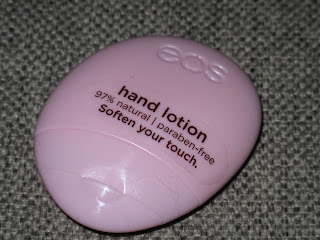 eos
hand lotion
97% natural | paraben-free
Soften your touch.